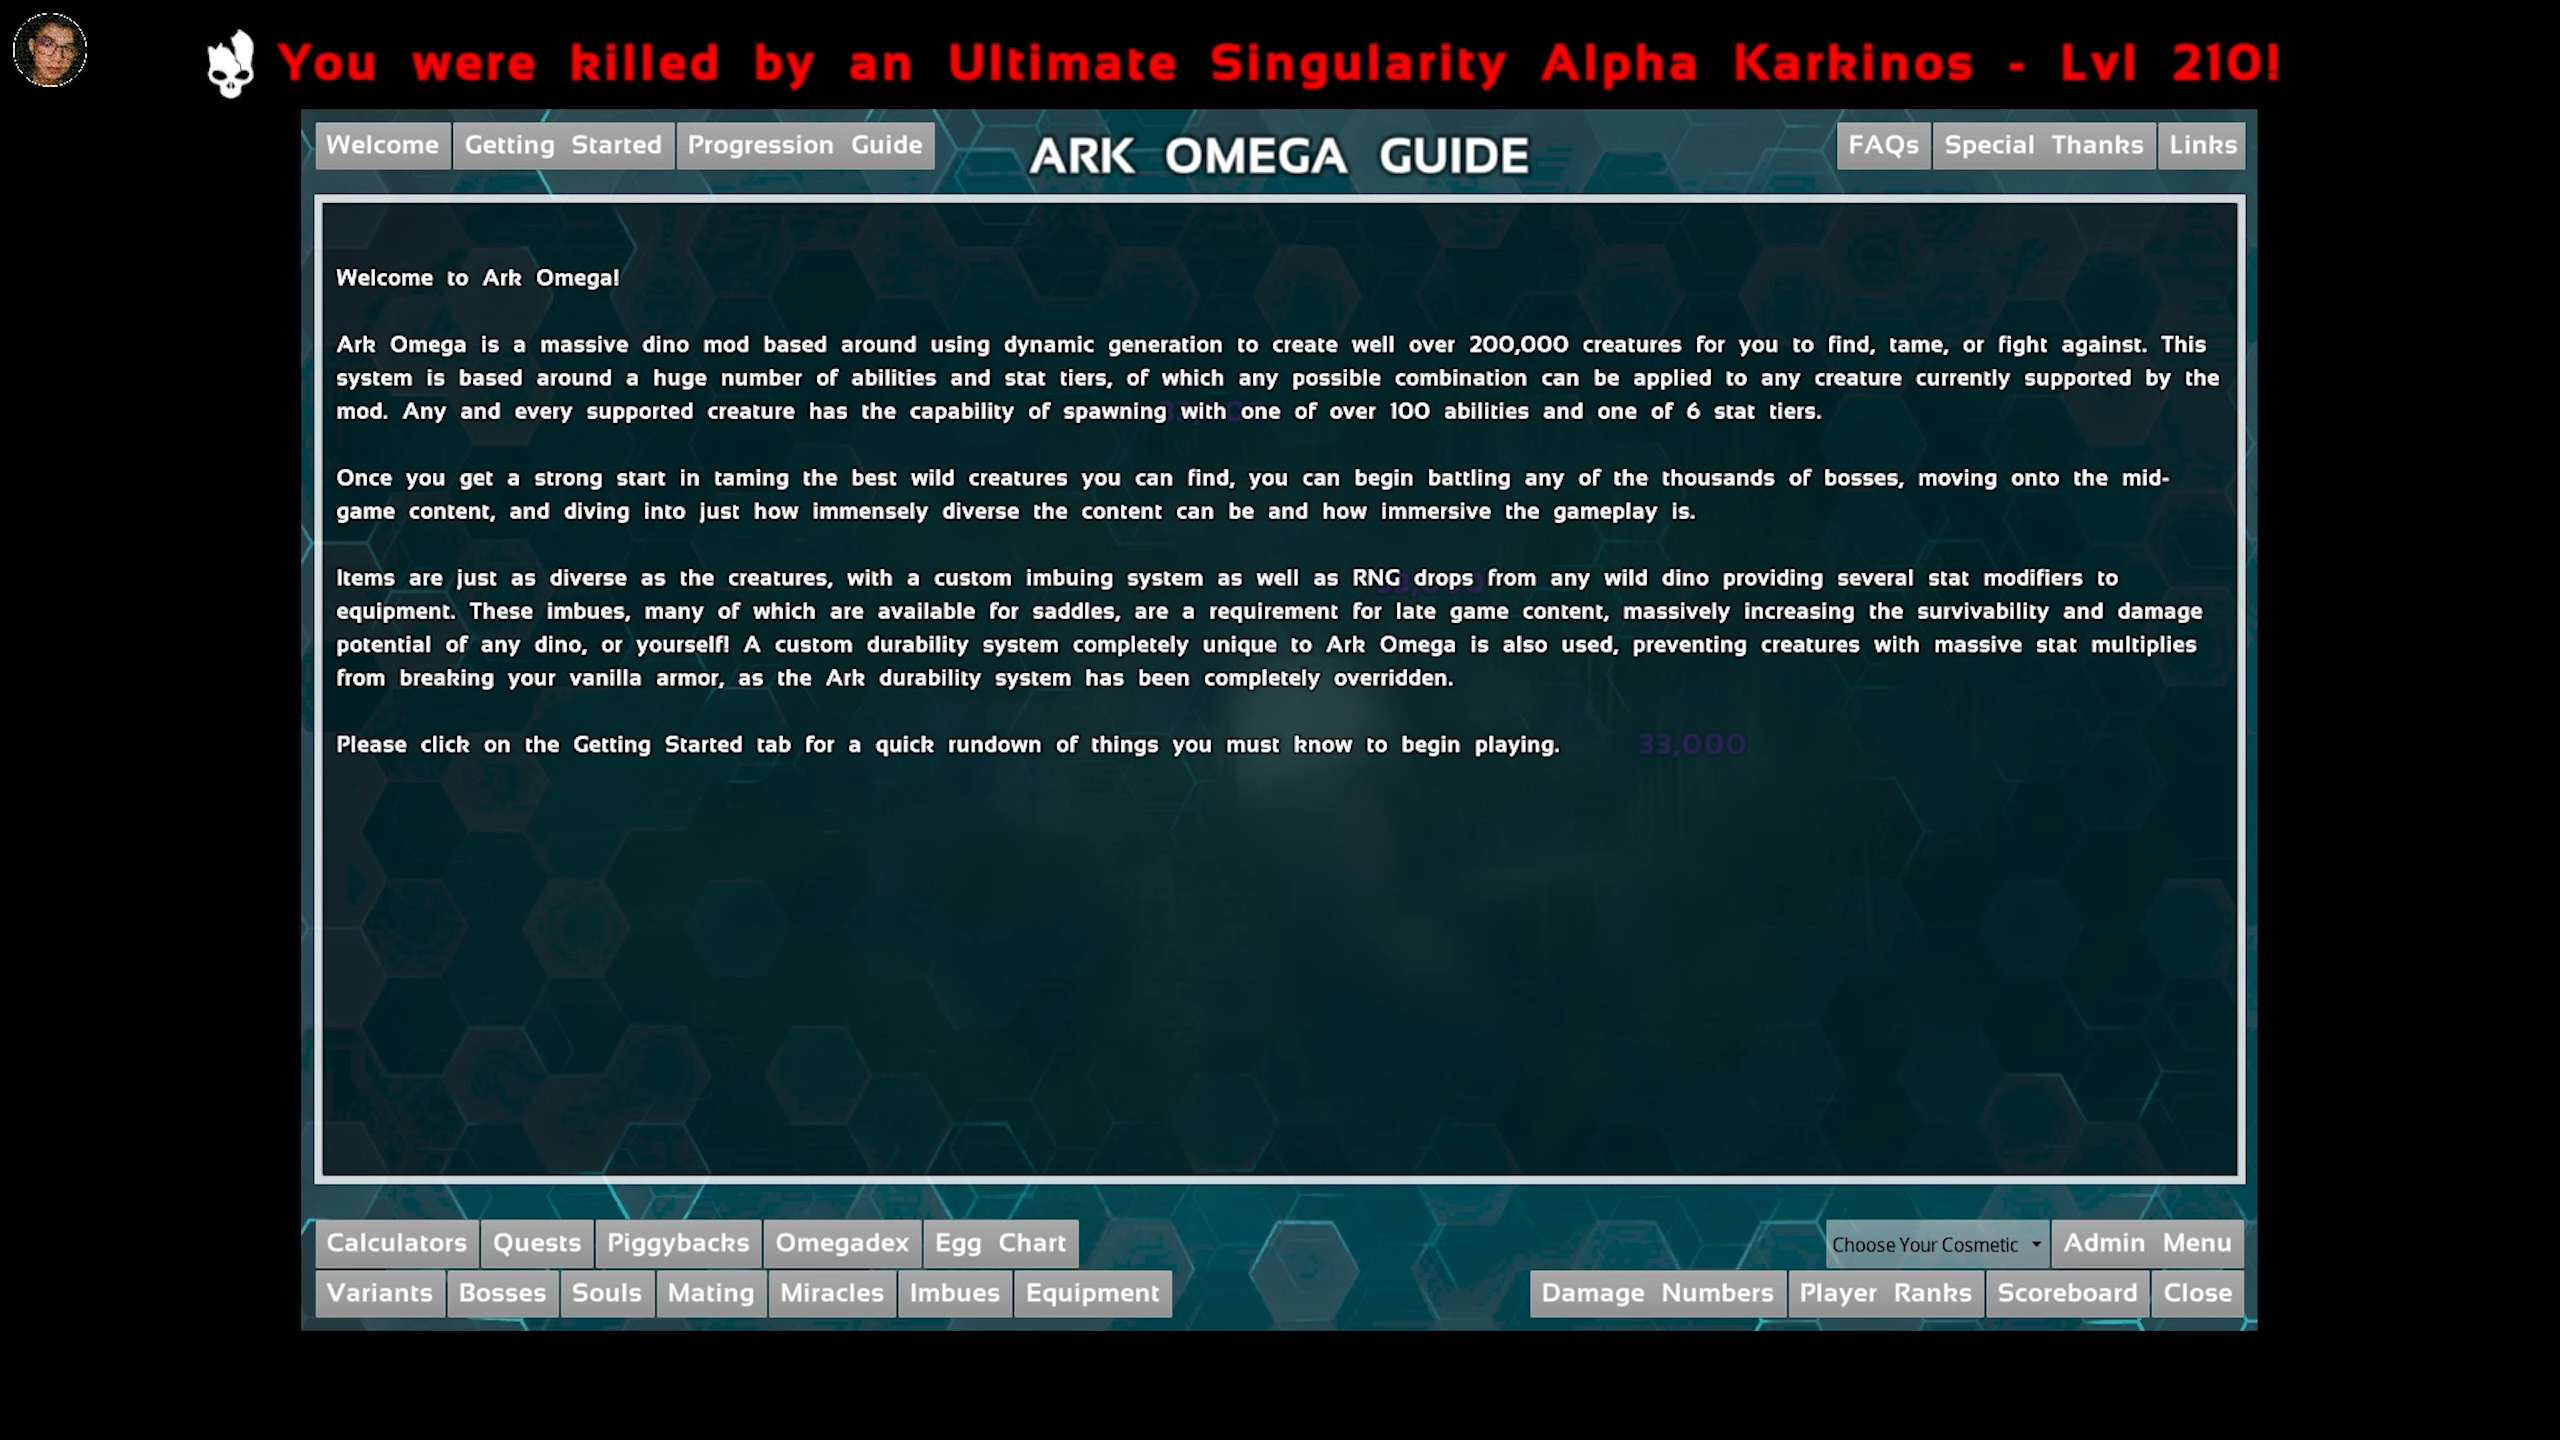 You were killed by an Ultimate Singularity Alpha Karkinos - Lvl 210!
Welcome
Getting Started
Progression Guide
ARK OMEGA GUIDE
FAQs
Special Thanks
Links
Welcome to Ark Omega!
Ark Omega is a massive dino mod based around using dynamic generation to create well over 200,000 creatures for you to find, tame, or fight against. This
system is based around a huge number of abilities and stat tiers, of which any possible combination can be applied to any creature currently supported by the
mod. Any and every supported creature has the capability of spawning with one of over 100 abilities and one of 6 stat tiers.
Once you get a strong start in taming the best wild creatures you can find, you can begin battling any of the thousands of bosses, moving onto the mid-
game content, and diving into just how immensely diverse the content can be and how immersive the gameplay is.
Items are just as diverse as the creatures, with a custom imbuing system as well as RNG drops from any wild dino providing several stat modifiers to
equipment. These imbues, many of which are available for saddles, are a requirement for late game content, massively increasing the survivability and damage
potential of any dino, or yourself! A custom durability system completely unique to Ark Omega is also used, preventing creatures with massive stat multiplies
from breaking your vanilla armor, as the Ark durability system has been completely overridden.
Please click on the Getting Started tab for a quick rundown of things you must know to begin playing.
33,000
Calculators
Quests
Piggybacks
Omegadex
Egg Chart
Choose Your Cosmetic
Admin Menu
Variants
Bosses
Souls
Mating
Miracles
Imbues
Equipment
Damage Numbers
Player Ranks
Scoreboard
Close